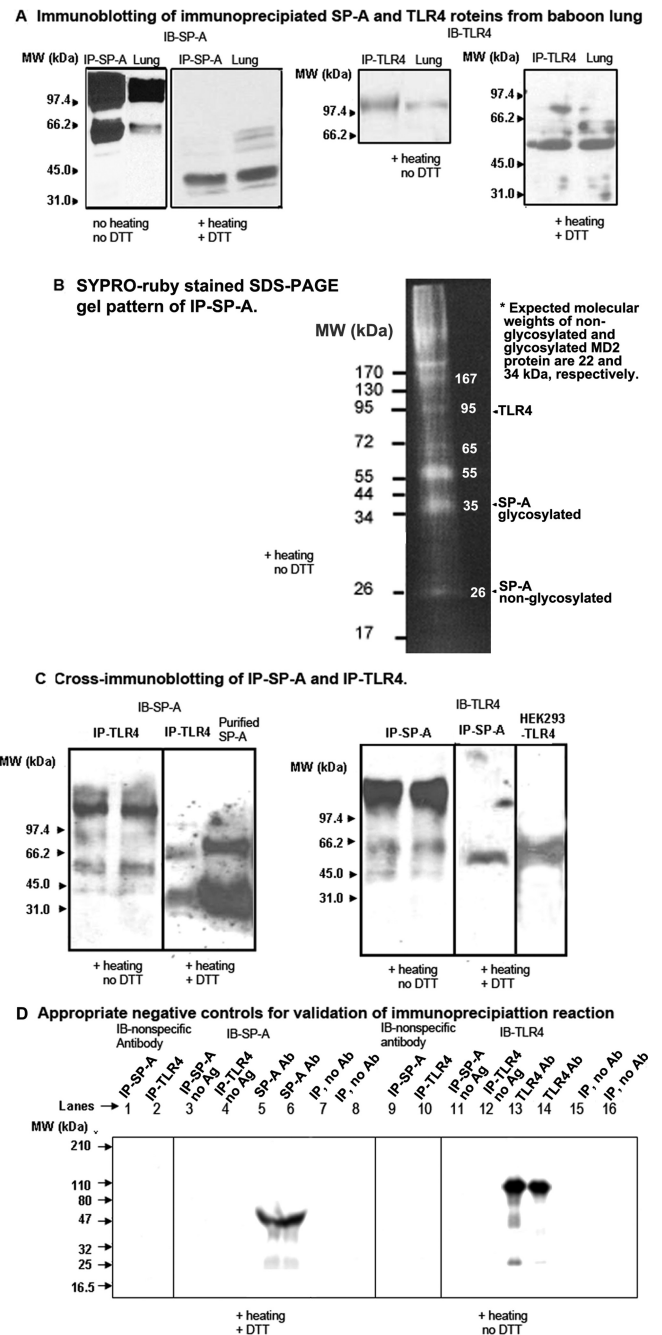 A Immunoblotting of immunoprecipiated SP-A and TLR4 roteins from baboon lung
IB-SP-A
IB-TLR4
MW (kDa)
IP-SP-A Lung
IP-SP-A Lung
97.4
66.2
45.0
31.0
no heating
no DTT
+ heating
+ DTT
MW (kDa)
IP-TLR4 Lung
97.4
66.2
+ heating
no DTT
MW (kDa)
IP-TLR4 Lung
97.4
66.2
45.0
31.0
+ heating
+ DTT
B SYPRO-ruby stained SDS-PAGE
gel pattern of IP-SP-A.
MW (kDa)
170
130
95
72
55
44
34
26
17
167
95
65
55
35
26
* Expected molecular
weights of non-
glycosylated and
glycosylated MD2
protein are 22 and
34 kDa, respectively.
TLR4
SP-A
glycosylated
SP-A
non-glycosylated
+ heating
no DTT
C Cross-immunoblotting of IP-SP-A and IP-TLR4.
IB-SP-A
IP-TLR4
IP-TLR4
Purified
SP-A
MW (kDa)
97.4
66.2
45.0
31.0
+ heating
no DTT
+ heating
+ DTT
IB-TLR4
IP-SP-A
IP-SP-A
HEK293
-TLR4
MW (kDa)
97.4
66.2
45.0
31.0
+ heating
no DTT
+ heating
+ DTT
D Appropriate negative controls for validation of immunoprecipiattion reaction
IB-nonspecific
Antibody
IB-SP-A
IB-nonspecific
antibody
IB-TLR4
IP-SP-A
IP-TLR4
IP-SP-A
no Ag
IP-TLR4
no Ag
SP-A Ab
SP-A Ab
IP, no Ab
IP, no Ab
IP-SP-A
IP-TLR4
IP-SP-A
no Ag
IP-TLR4
no Ag
TLR4 Ab
TLR4 Ab
IP, no Ab
IP, no Ab
Lanes 1 2 3 4 5 6 7 8 9 10 11 12 13 14 15 16
MW (kDa)
210
110
80
47
32
25
16.5
+ heating
+ DTT
+ heating
no DTT